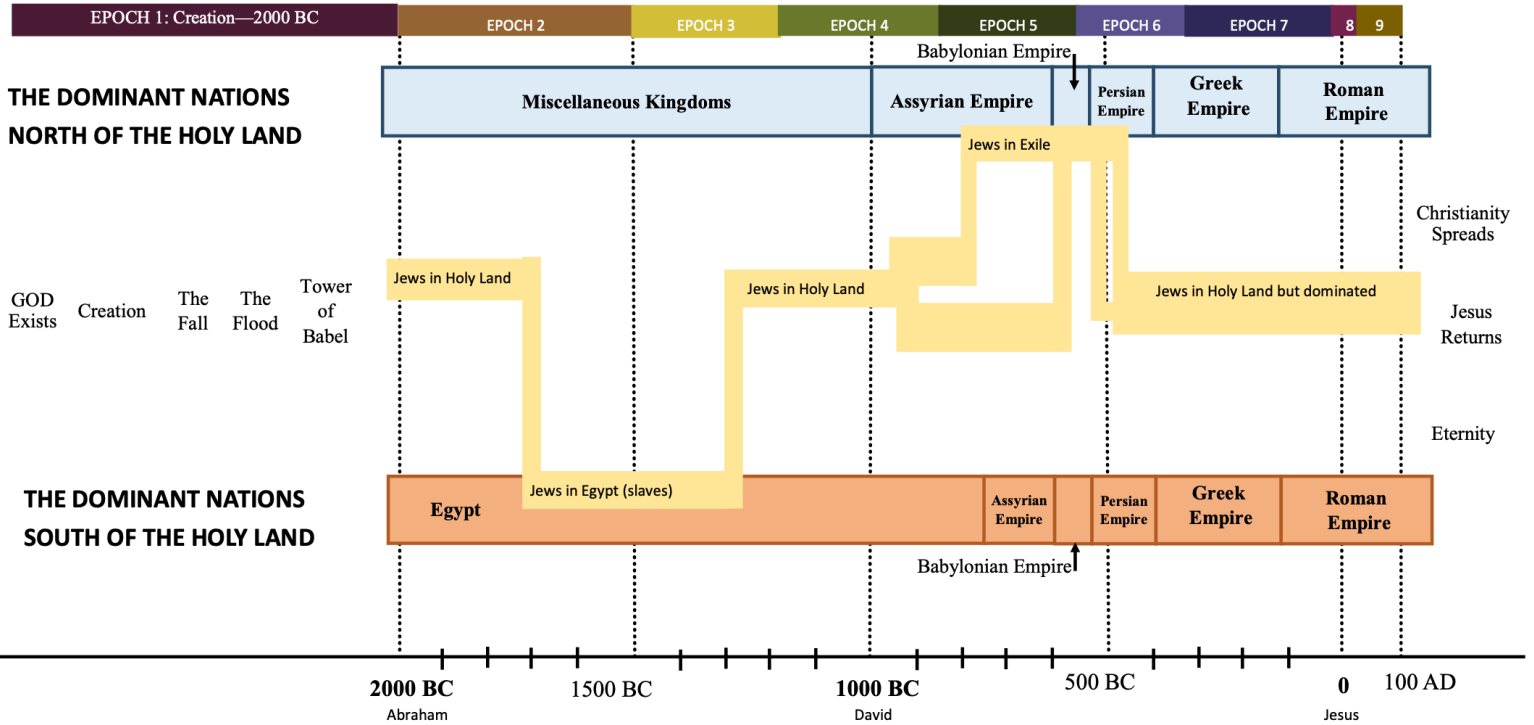 EPOCH 1: Creation—2000 BC
EPOCH 2
EPOCH 3
EPOCH 4
EPOCH 5
EPOCH 6
EPOCH 7
8
9
Babylonian Empire
THE DOMINANT NATIONS
NORTH OF THE HOLY LAND
Miscellaneous Kingdoms
Assyrian Empire
Persian
Empire
Greek
Empire
Roman
Empire
Jews in Exile
Christianity
Spreads
Jews in Holy Land
Jews in Holy Land
Jews in Holy Land but dominated
GOD
Exists
Creation
The
Fall
The
Flood
Tower
of
Babel
Jesus
Returns
Eternity
THE DOMINANT NATIONS
SOUTH OF THE HOLY LAND
Egypt
Jews in Egypt (slaves)
Assyrian
Empire
Persian
Empire
Greek
Empire
Roman
Empire
Babylonian Empire
2000 BC
Abraham
1500 BC
1000 BC
David
500 BC
0
Jesus
100 AD